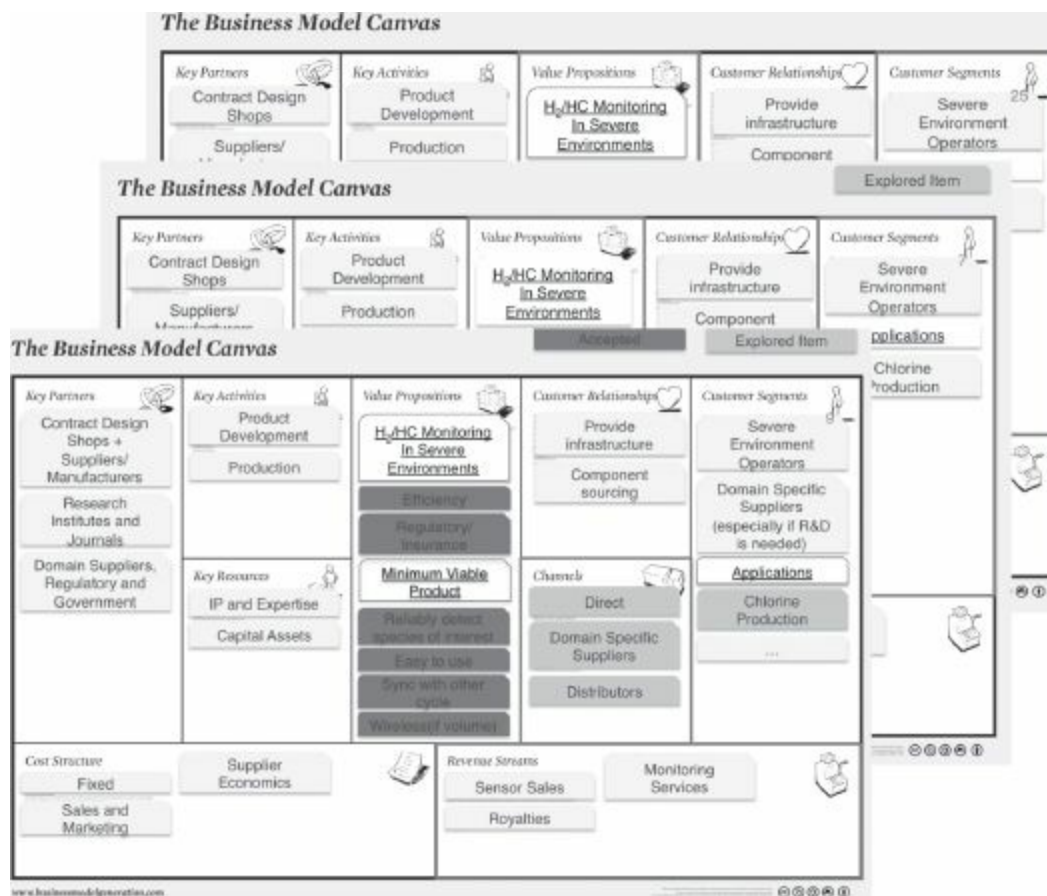 The Business Model Canvas
Key Partners
Key Activities
Value Propositions
Customer Relationships
Customer Segments
Contract Design
Shops
Suppliers/
Product
Development
Production
H2/HC Monitoring
In Severe
Environments
Provide
infrastructure
Component
25
Severe
Environment
Operators
Explored Item
The Business Model Canvas
Key Partners
Key Activities
Value Propositions
Customer Relationships
Customer Segments
Contract Design
Shops
Suppliers/
Manufacturers
Product
Development
Production
H2/HC Monitoring
In Severe
Environments
Provide
infrastructure
Component
Severe
Environment
Operators
pplications
Chlorine
Production
Accepted
Explored Item
The Business Model Canvas
Key Partners
Contract Design
Shops +
Suppliers/
Manufacturers
Research
Institutes and
Journals
Domain Suppliers,
Regulatory and
Government
Key Activities
Product
Development
Production
Key Resources
IP and Expertise
Capital Assets
Value Propositions
H2/HC Monitoring
In Severe
Environments
Efficiency
Regulatory/
Insurance
Minimum Viable
Product
Reliably detect
species of interest
Easy to use
Sync with other
cycle
Wireless(if volume)
Customer Relationships
Provide
infrastructure
Component
sourcing
Channels
Direct
Domain Specific
Suppliers
Distributors
Customer Segments
Severe
Environment
Operators
Domain Specific
Suppliers
(especially if R&D
is needed)
Applications
Chlorine
Production
...
Cost Structure
Fixed
Sales and
Marketing
Supplier
Economics
Revenue Streams
Sensor Sales
Royalties
Monitoring
Services
www.businessmodelgeneration.com